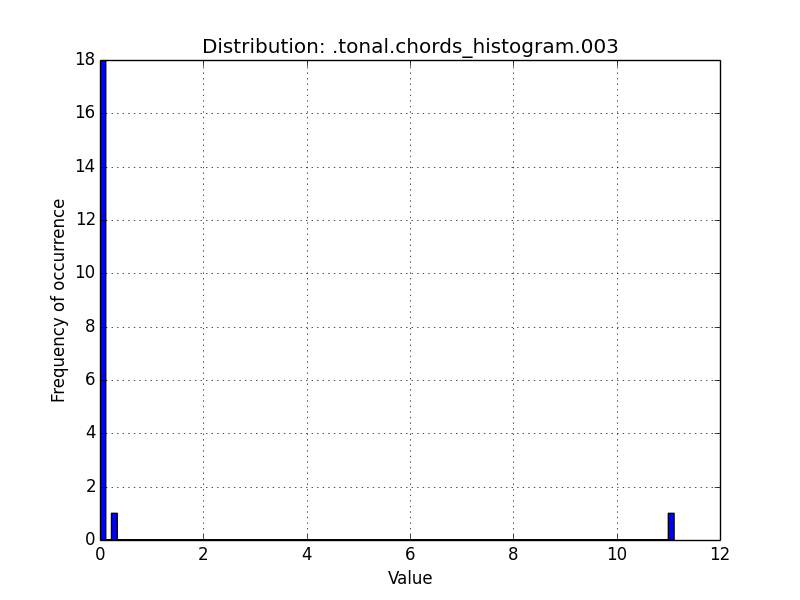 Distribution: .tonal.chords_histogram.003
18
16
14
12
10
8
6
4
2
0
Frequency of occurrence
0 2 4 6 8 10 12
Value